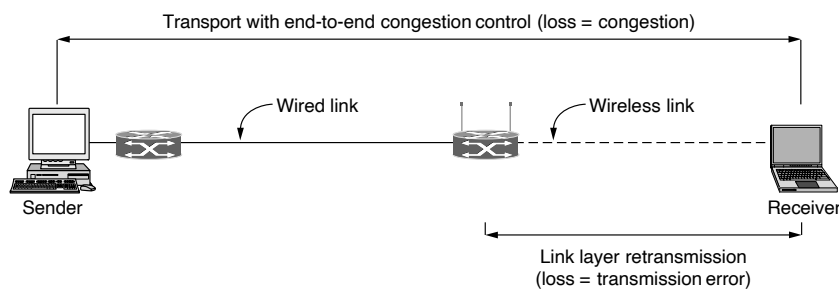 Transport with end-to-end congestion control (loss = congestion)
Wired link
Wireless link
Sender
Receiver
Link layer retransmission
(loss = transmission error)